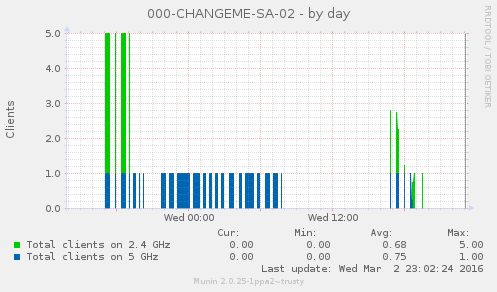 000-CHANGEME-SA-02 - by day
RRDTOOL / TOBI OETIKER
Clients
5.0
4.0
3.0
2.0
1.0
0.0
Wed 00:00 Wed 12:00
Cur: Min: Avg: Max:
Total clients on 2.4 GHz 0.00 0.00 0.68 5.00
Total clients on 5 GHz 0.00 0.00 0.75 1.00
Last update: Wed Mar 2 23:02:24 2016
Munin 2.0.25-1ppa2~trusty